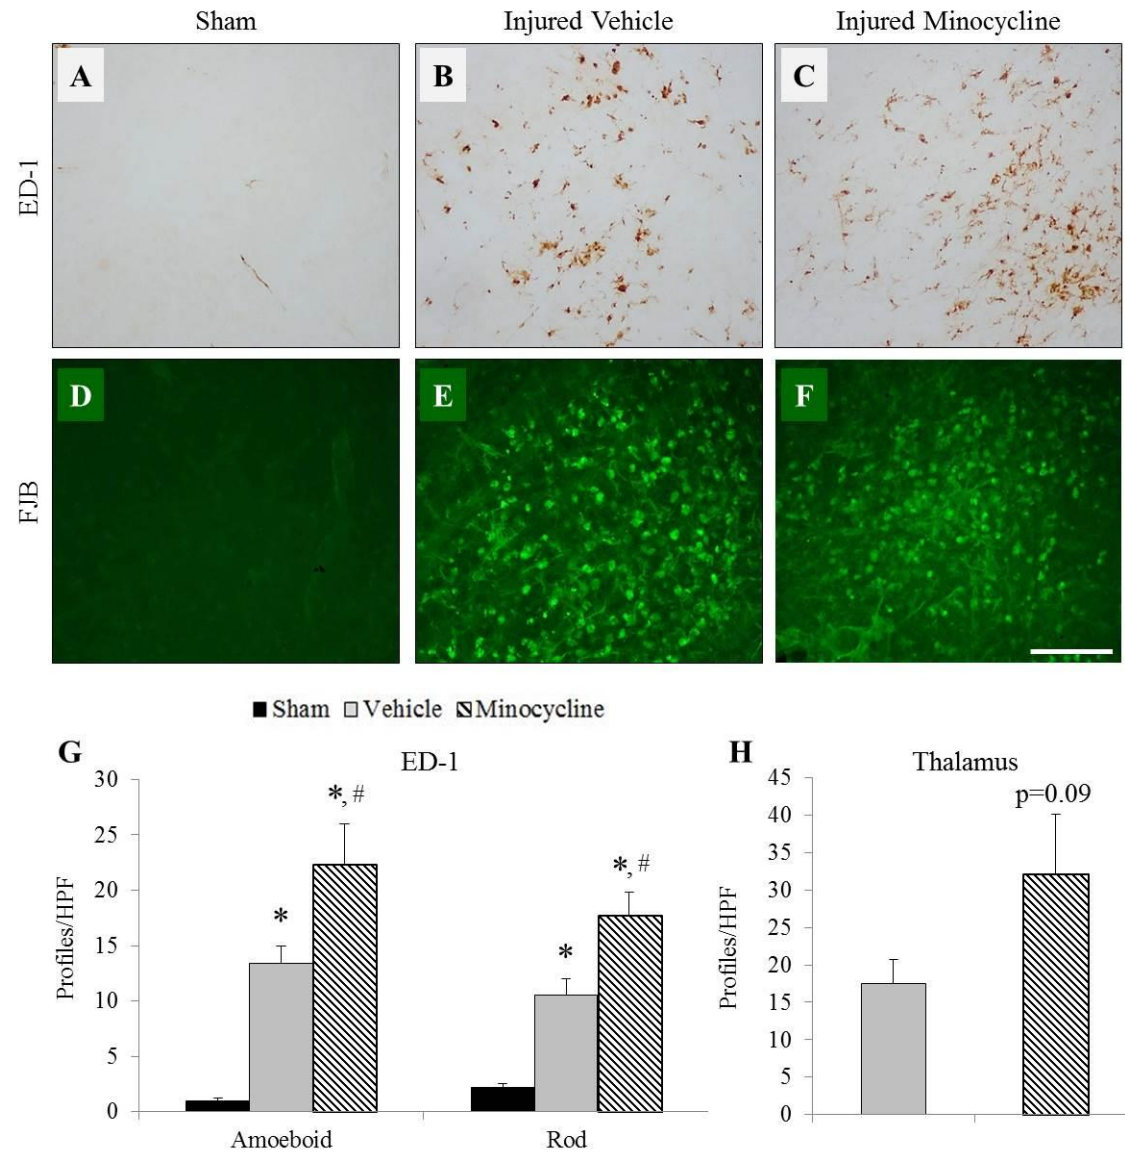 Sham Injured Vehicle Injured Minocycline
ED-1
A B C
FJB
D E F
Sham Vehicle Minocycline
G ED-1
Profiles/HPF
30
25
20
15
10
5
0
*
*, #
*
*, #
Amoeboid Rod
H Thalamus
Profiles/HPF
45
40
35
30
25
20
15
10
5
0
p=0.09